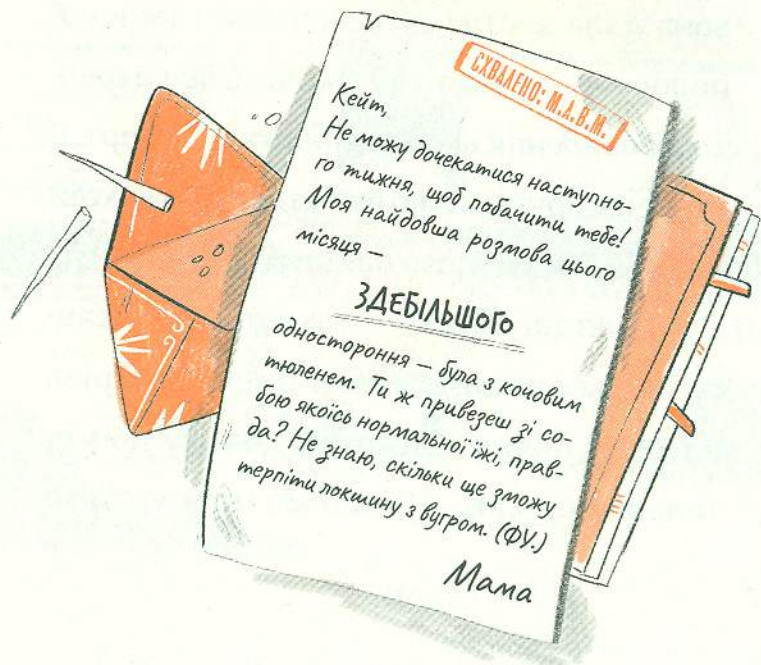 СХВАЛЕНО: М.А.В.М.
Кейт,
Не можу дочекатися наступно-
го тижня, щоб побачити тебе!
Моя найдовша розмова цього
місяця –
ЗДЕБІЛЬШОГО
одностороння – була з кочовим
тюленем. Ти ж привезеш зі со-
бою якоїсь нормальної їжі, прав-
да? Не знаю, скільки ще зможу
терпіти локшину з вугром. (ФУ.)
Мама